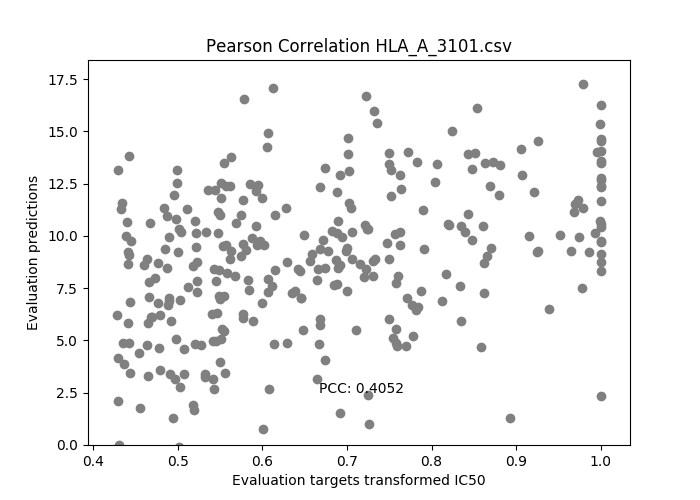 Pearson Correlation HLA_A_3101.csv
17.5
15.0
12.5
10.0
7.5
5.0
2.5
0.0
Evaluation predictions
PCC: 0.4052
0.4 0.5 0.6 0.7 0.8 0.9 1.0
Evaluation targets transformed IC50